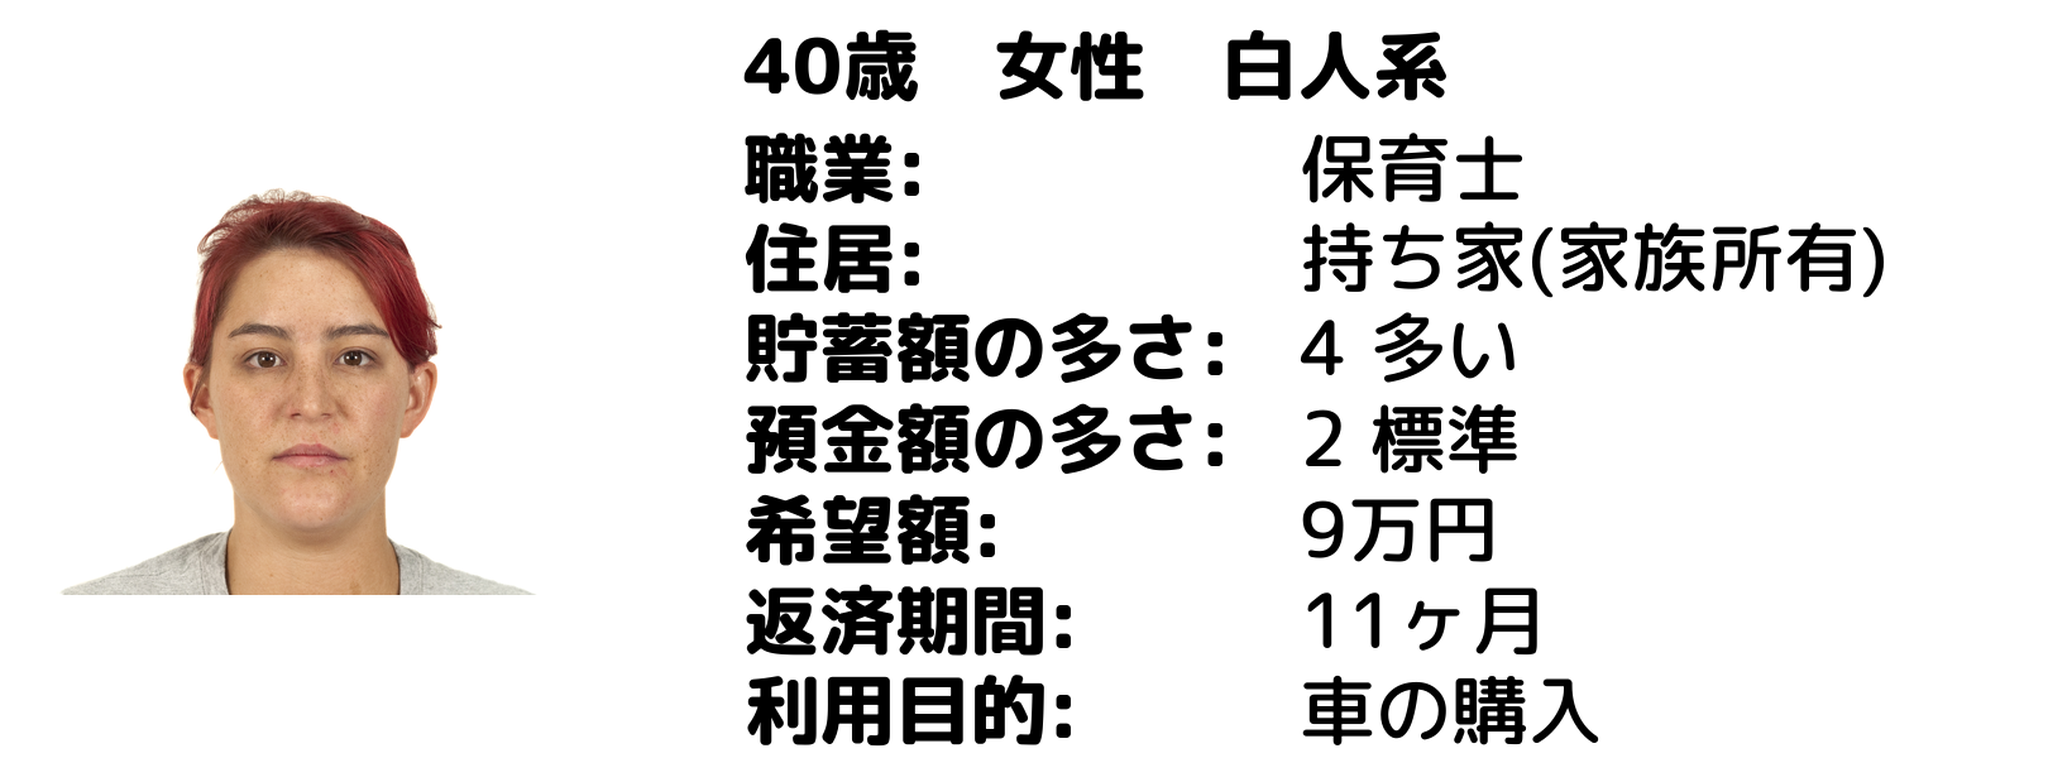 40歳　女性　白人系
職業: 保育士
住居: 持ち家(家族所有)
貯蓄額の多さ: 4 多い
預金額の多さ: 2 標準
希望額: 9万円
返済期間: 11ヶ月
利用目的: 車の購入